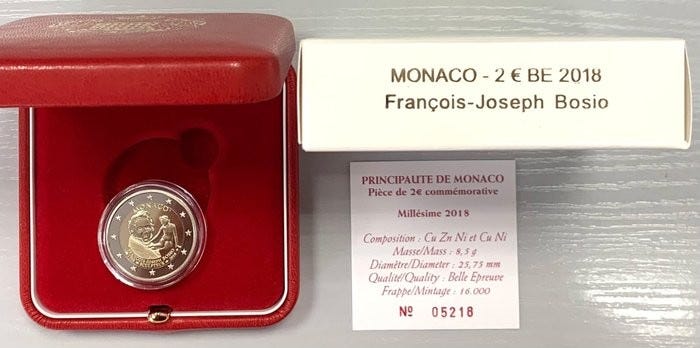 MONACO - 2 € BE 2018
François-Joseph Bosio
PRINCIPAUTE DE MONACO
Pièce de 2€ commémorative
Millésime 2018
Composition : Cu Zn Ni et Cu Ni
Masse/Mass : 8,5 g
Diamètre/Diameter : 25,75 mm
Qualité/Quality : Belle Epreuve
Frappe/Mintage : 16.000
Nº 05218
MONACO